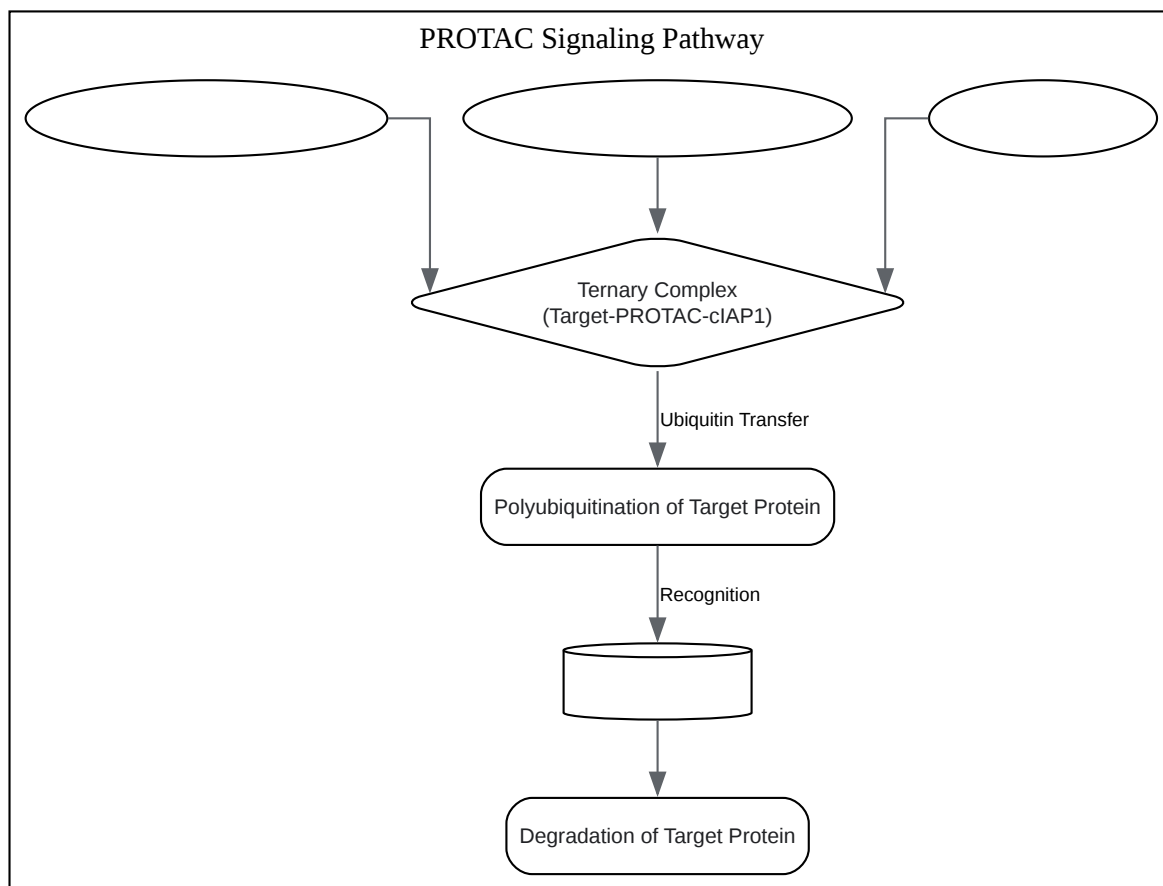 PROTAC Signaling Pathway
Ternary Complex
(Target-PROTAC-cIAP1)
Ubiquitin Transfer
Polyubiquitination of Target Protein
Recognition
Degradation of Target Protein